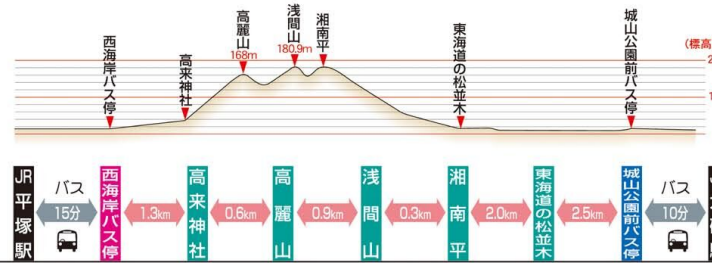 西海岸バス停
高来神社
高麗山
168m
浅間山
180.9m
湘南平
東海道の松並木
城山公園前バス停
(標高
JR平塚駅
バス
15分
西海岸バス停
1.3km
高来神社
0.6km
高麗山
0.9km
浅間山
0.3km
湘南平
2.0km
東海道の松並木
2.5km
城山公園前バス停
バス
10分